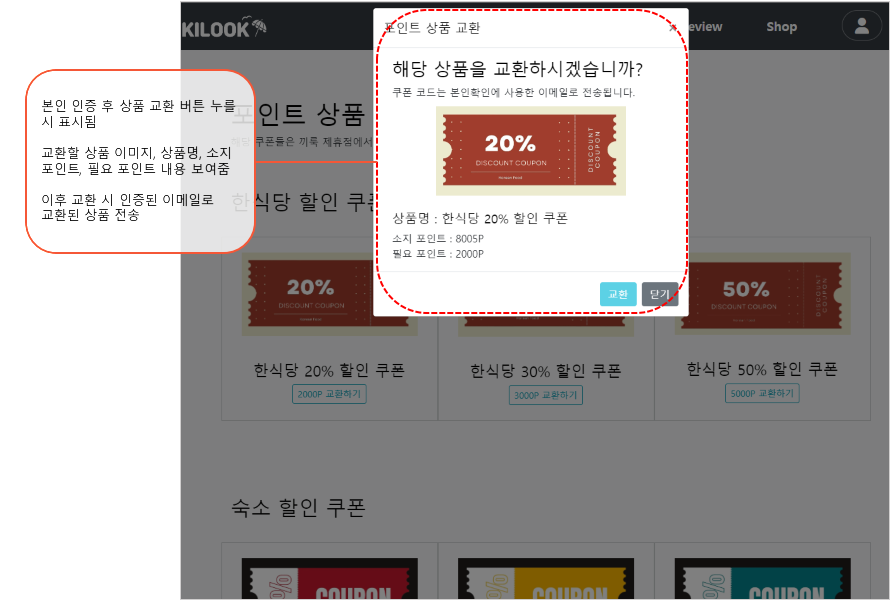 KILOOK
포인트 상품 교환
×
eview
Shop
본인 인증 후 상품 교환 버튼 누를
시 표시됨
교환할 상품 이미지, 상품명, 소지
포인트, 필요 포인트 내용 보여줌
이후 교환 시 인증된 이메일로
교환된 상품 전송
포인트 상품
해당 쿠폰들은 끼룩 제휴점에서
한식당 할인 쿠폰
해당 상품을 교환하시겠습니까?
쿠폰 코드는 본인확인에 사용한 이메일로 전송됩니다.
20%
DISCOUNT COUPON
DISCOUNT
COUPON
상품명 : 한식당 20% 할인 쿠폰
소지 포인트 : 8005P
필요 포인트 : 2000P
교환
닫기
20%
DISCOUNT COUPON
50%
DISCOUNT COUPON
DISCOUNT
COUPON
한식당 20% 할인 쿠폰
2000P 교환하기
한식당 30% 할인 쿠폰
3000P 교환하기
한식당 50% 할인 쿠폰
5000P 교환하기
숙소 할인 쿠폰
%
COUPON
%
COUPON
%
COUPON